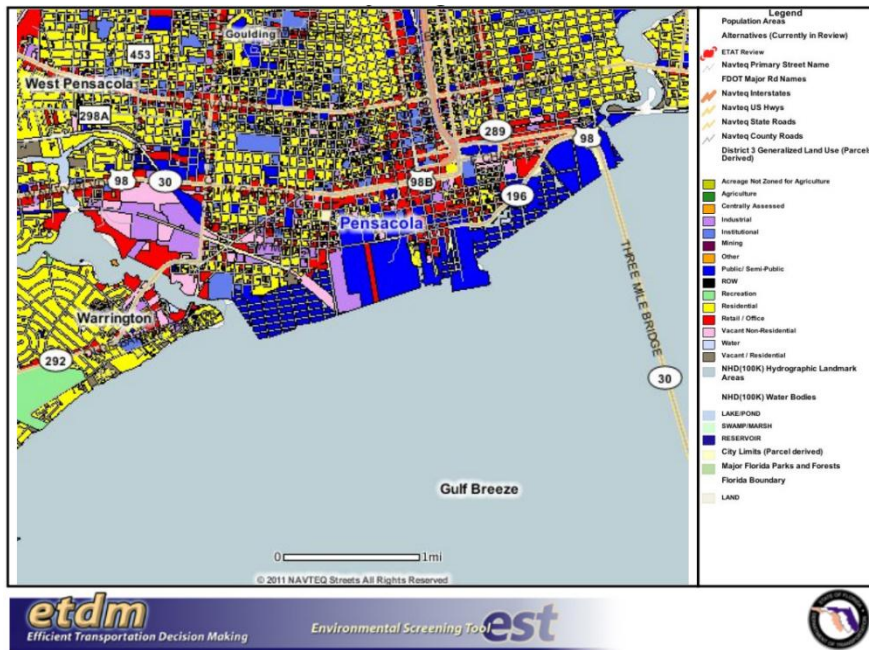 Goulding
453
West Pensacola
298A
289
98
98
30
98B
196
Pensacola
THREE MILE BRIDGE
Warrington
292
30
Gulf Breeze
0 1mi
© 2011 NAVTEQ Streets All Rights Reserved
Legend
Population Areas
Alternatives (Currently in Review)
ETAT Review
Navteq Primary Street Name
FDOT Major Rd Names
Navteq Interstates
Navteq US Hwys
Navteq State Roads
Navteq County Roads
District 3 Generalized Land Use (Parcel
Derived)
Acreage Not Zoned for Agriculture
Agriculture
Centrally Assessed
Industrial
Institutional
Mining
Other
Public/ Semi-Public
ROW
Recreation
Residential
Retail / Office
Vacant Non-Residential
Water
Vacant / Residential
NHD(100K) Hydrographic Landmark
Areas
NHD(100K) Water Bodies
LAKE/POND
SWAMP/MARSH
RESERVOIR
City Limits (Parcel derived)
Major Florida Parks and Forests
Florida Boundary
LAND
etdm
Efficient Transportation Decision Making
Environmental Screening Tool
est